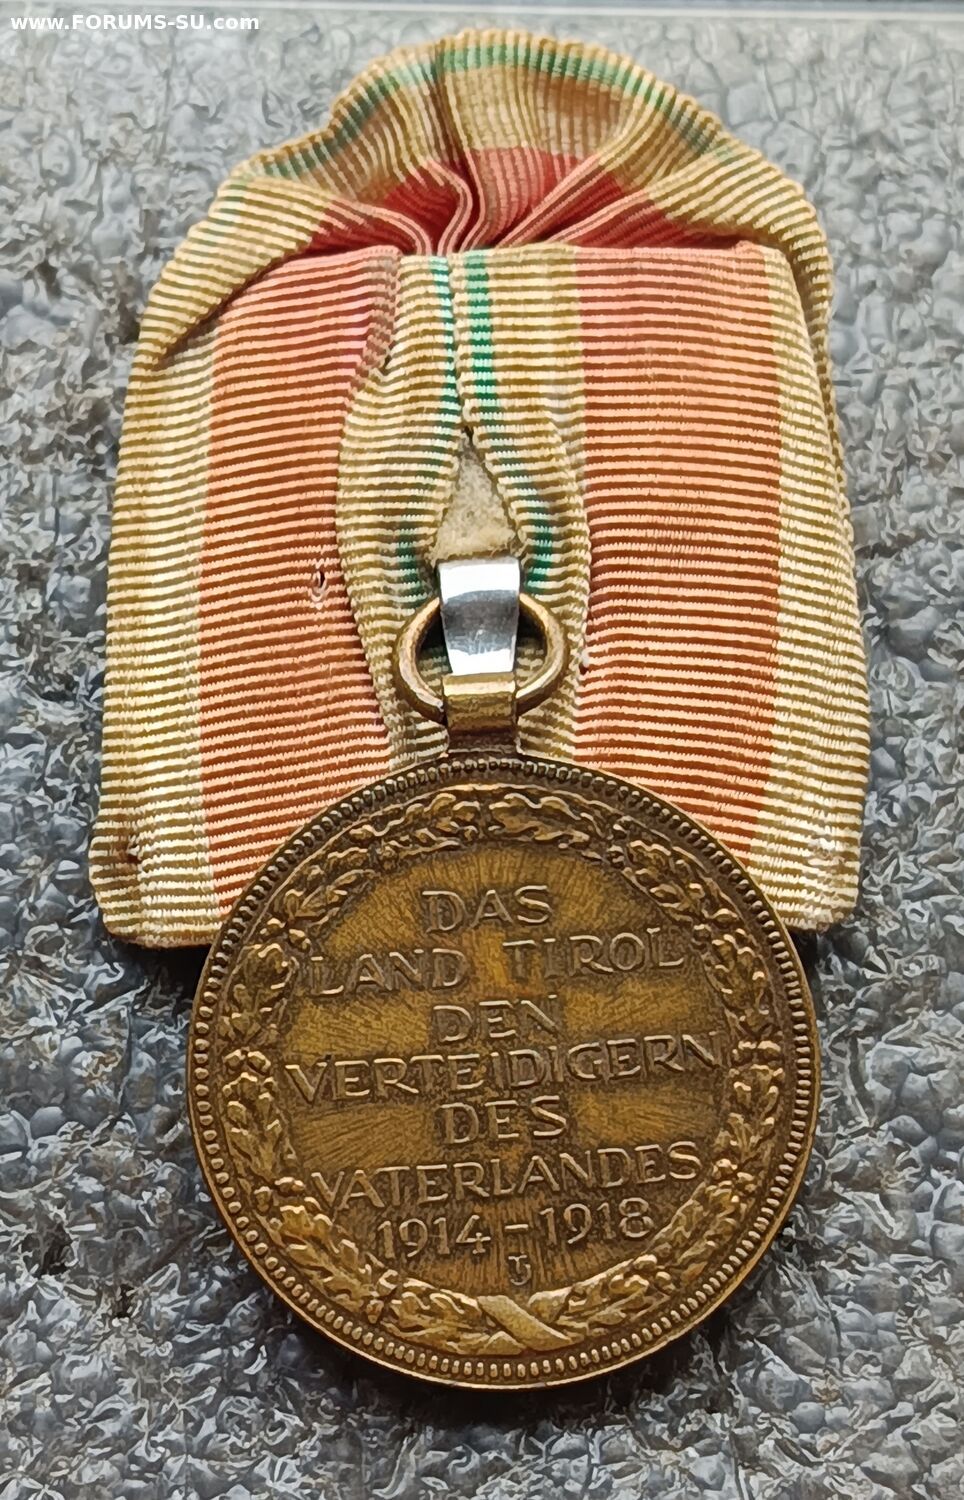 www.FORUMS-SU.com
DAS
LAND TIROL
DEN
VERTEIDIGERN
DES
VATERLANDES
1914-1918